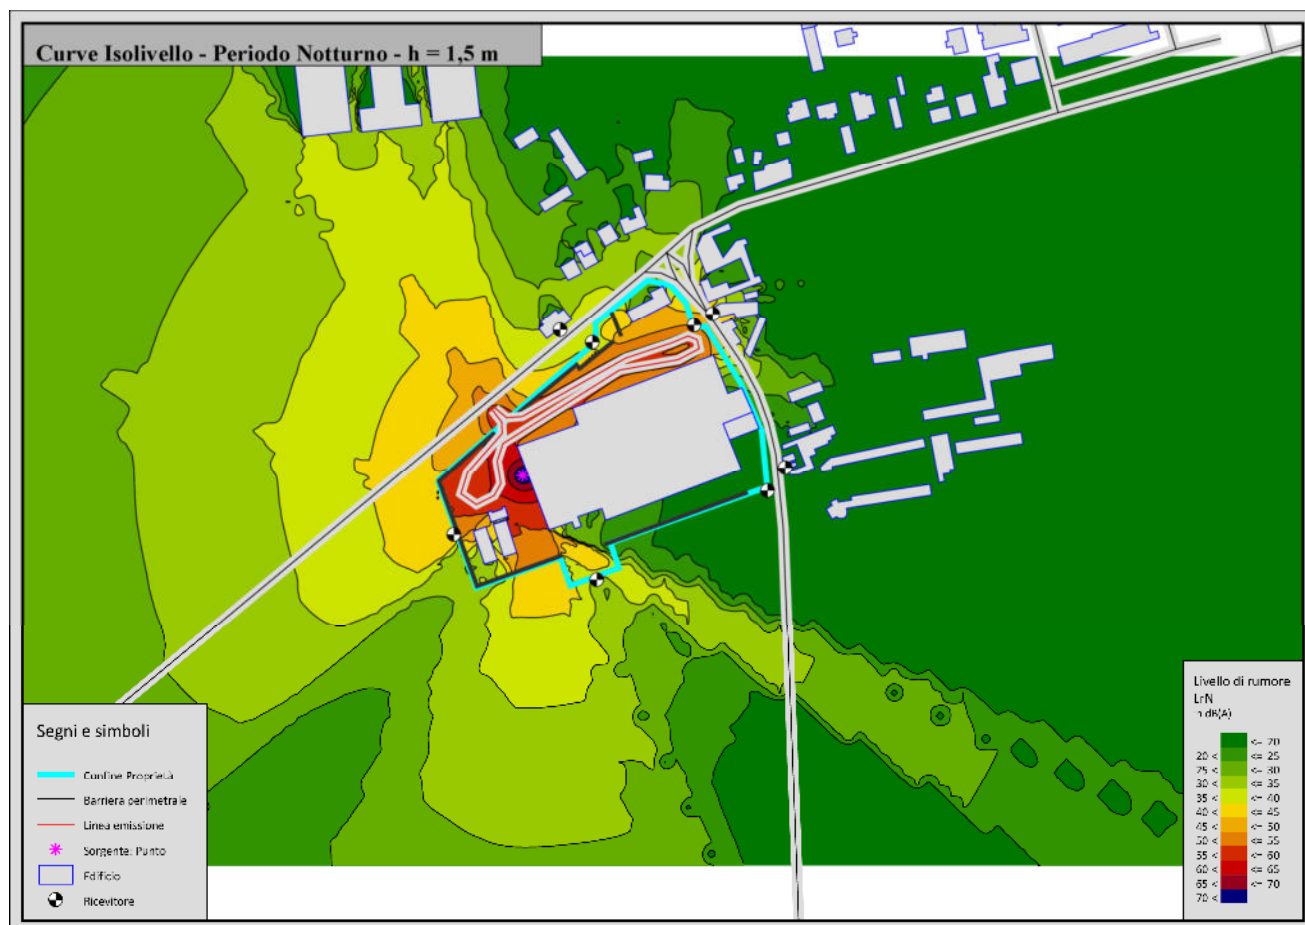 Curve Isolivello - Periodo Notturno - h = 1,5 m
Segni e simboli
Confine Proprietà
Barriera perimetrale
Linea emissione
Sorgente: Punto
Edificio
Ricevitore
Livello di rumore
LrN
in dB(A)
<= 20
20 < <= 25
25 < <= 30
30 < <= 35
35 < <= 40
40 < <= 45
45 < <= 50
50 < <= 55
55 < <= 60
60 < <= 65
65 < <= 70
70 <